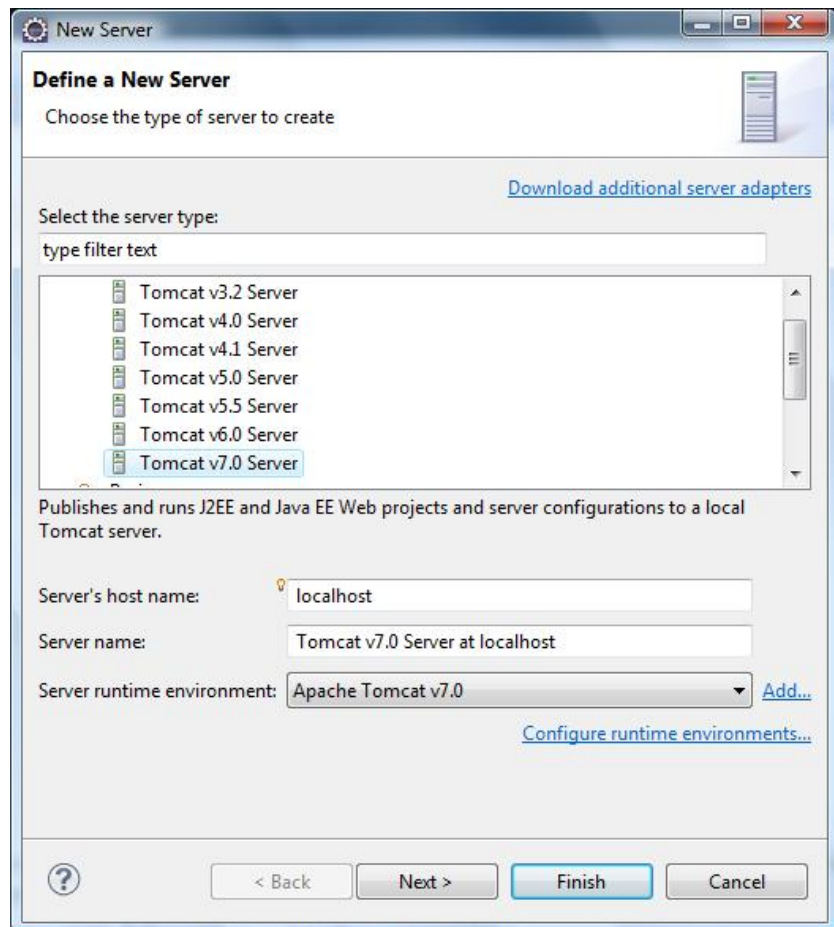 New Server
Define a New Server
Choose the type of server to create
Download additional server adapters
Select the server type:
type filter text
Tomcat v3.2 Server
Tomcat v4.0 Server
Tomcat v4.1 Server
Tomcat v5.0 Server
Tomcat v5.5 Server
Tomcat v6.0 Server
Tomcat v7.0 Server
Publishes and runs J2EE and Java EE Web projects and server configurations to a local
Tomcat server.
Server's host name: localhost
Server name: Tomcat v7.0 Server at localhost
Server runtime environment: Apache Tomcat v7.0 Add...
Configure runtime environments...
? < Back Next > Finish Cancel